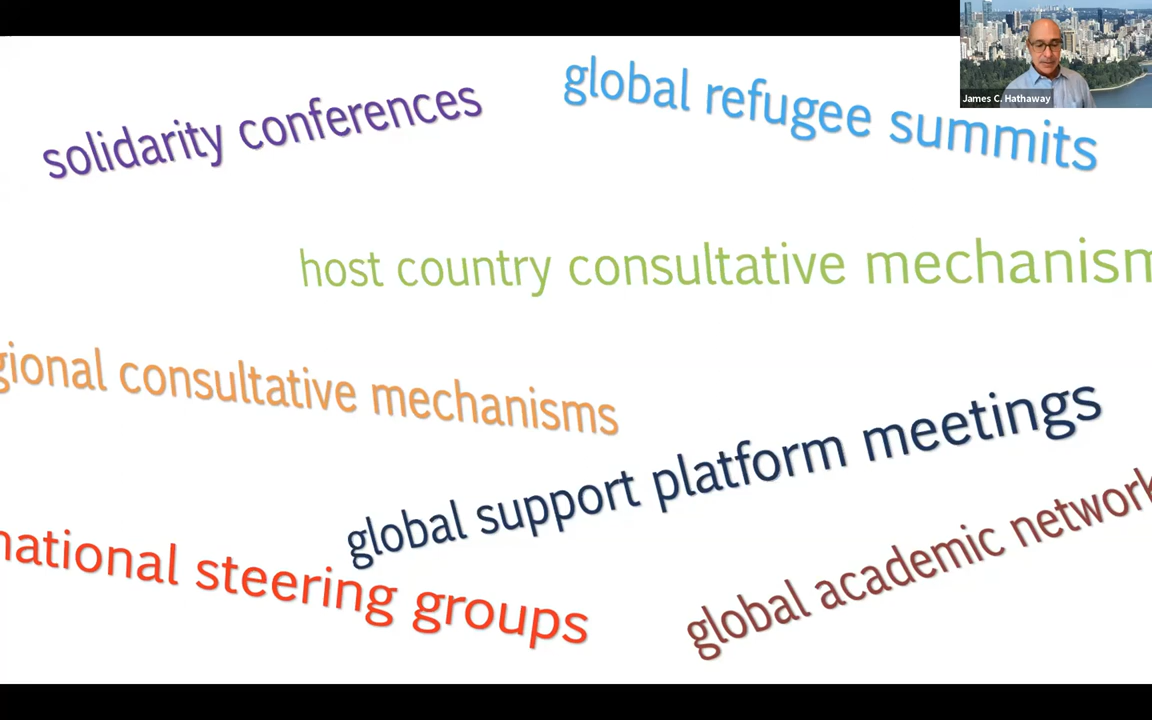 solidarity conferences
global refugee summits
James C. Hathaway
host country consultative mechanism
gional consultative mechanisms
global support platform meetings
national steering groups
global academic network